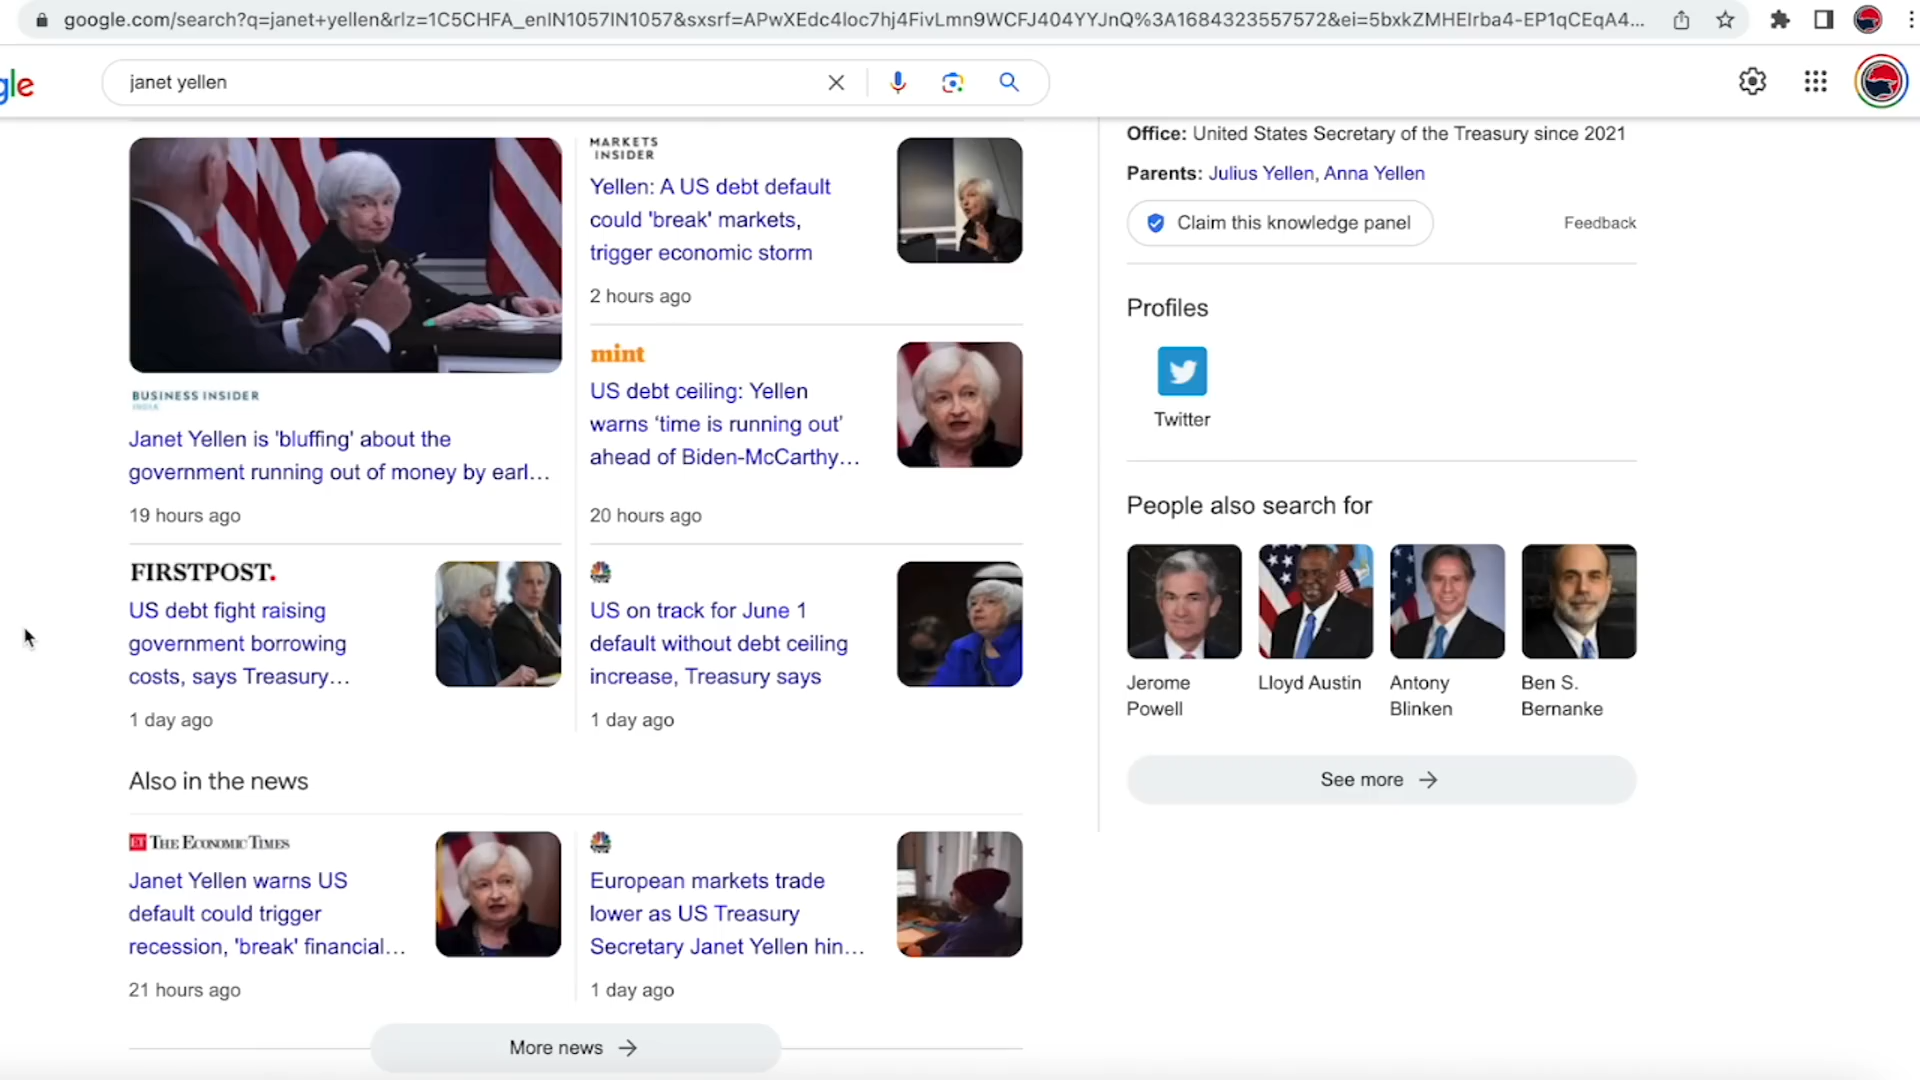 google.com/search?q=janet+yellen&rlz=1C5CHFA_enIN1057IN1057&sxsrf=APwXEdc4loc7hj4FivLmn9WCFJ404YYJnQ%3A1684323557572&ei=5bxkZMHEIrba4-EP1qCEqA4...
gle
janet yellen
MARKETS
INSIDER
Yellen: A US debt default
could 'break' markets,
trigger economic storm
2 hours ago
BUSINESS INSIDER
INDIA
Janet Yellen is 'bluffing' about the
government running out of money by earl...
19 hours ago
mint
US debt ceiling: Yellen
warns ‘time is running out’
ahead of Biden-McCarthy...
20 hours ago
FIRSTPOST.
US debt fight raising
government borrowing
costs, says Treasury...
1 day ago
US on track for June 1
default without debt ceiling
increase, Treasury says
1 day ago
Also in the news
ET THE ECONOMIC TIMES
Janet Yellen warns US
default could trigger
recession, 'break' financial...
21 hours ago
European markets trade
lower as US Treasury
Secretary Janet Yellen hin...
1 day ago
More news
Office: United States Secretary of the Treasury since 2021
Parents: Julius Yellen, Anna Yellen
Claim this knowledge panel
Feedback
Profiles
Twitter
People also search for
Jerome
Powell
Lloyd Austin
Antony
Blinken
Ben S.
Bernanke
See more